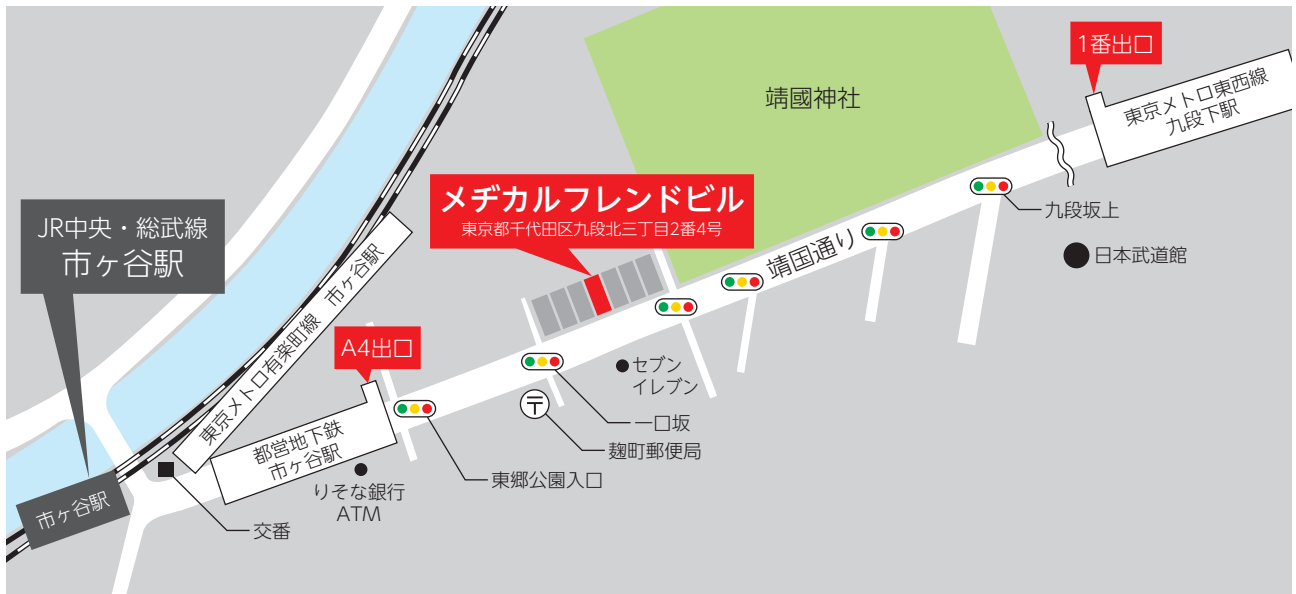 1番出口
東京メトロ東西線
九段下駅
靖國神社
メヂカルフレンドビル
東京都千代田区九段北三丁目2番4号
九段坂上
JR中央・総武線
市ヶ谷駅
靖国通り
日本武道館
東京メトロ有楽町線 市ヶ谷駅
A4出口
セブン
イレブン
一口坂
〒
麹町郵便局
都営地下鉄
市ヶ谷駅
東郷公園入口
りそな銀行
ATM
市ヶ谷駅
交番